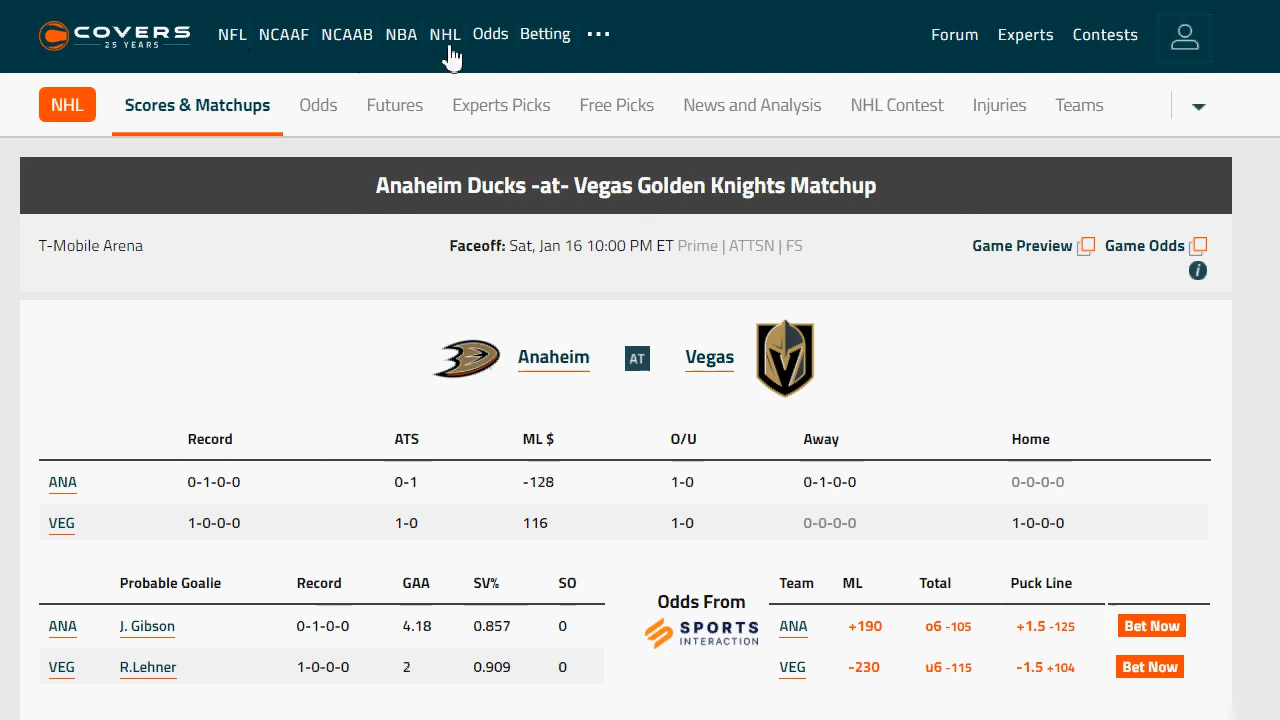 COVERS NFL NCAAF NCAAB NBA NHL Odds Betting ••• Forum Experts Contests
25 YEARS
NHL Scores & Matchups Odds Futures Experts Picks Free Picks News and Analysis NHL Contest Injuries Teams
Anaheim Ducks -at- Vegas Golden Knights Matchup
T-Mobile Arena Faceoff: Sat, Jan 16 10:00 PM ET Prime | ATTSN | FS Game Preview Game Odds
i
Anaheim AT Vegas
Record ATS ML $ O/U Away Home
ANA 0-1-0-0 0-1 -128 1-0 0-1-0-0 0-0-0-0
VEG 1-0-0-0 1-0 116 1-0 0-0-0-0 1-0-0-0
Probable Goalie Record GAA SV% SO
ANA J. Gibson 0-1-0-0 4.18 0.857 0
VEG R.Lehner 1-0-0-0 2 0.909 0
Odds From
SPORTS
INTERACTION
Team ML Total Puck Line
ANA +190 o6 -105 +1.5 -125 Bet Now
VEG -230 u6 -115 -1.5 +104 Bet Now